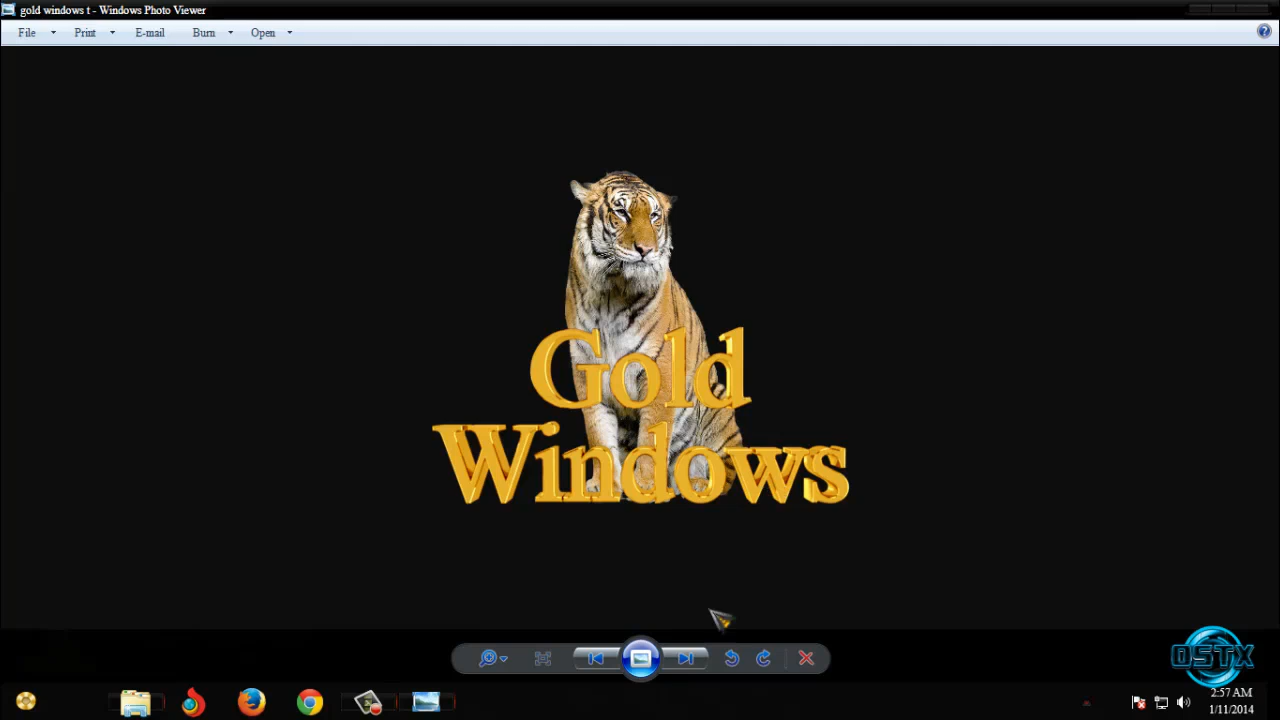 gold windows t - Windows Photo Viewer
File Print E-mail Burn Open
Gold
Windows
OSTX
2:57 AM
1/11/2014